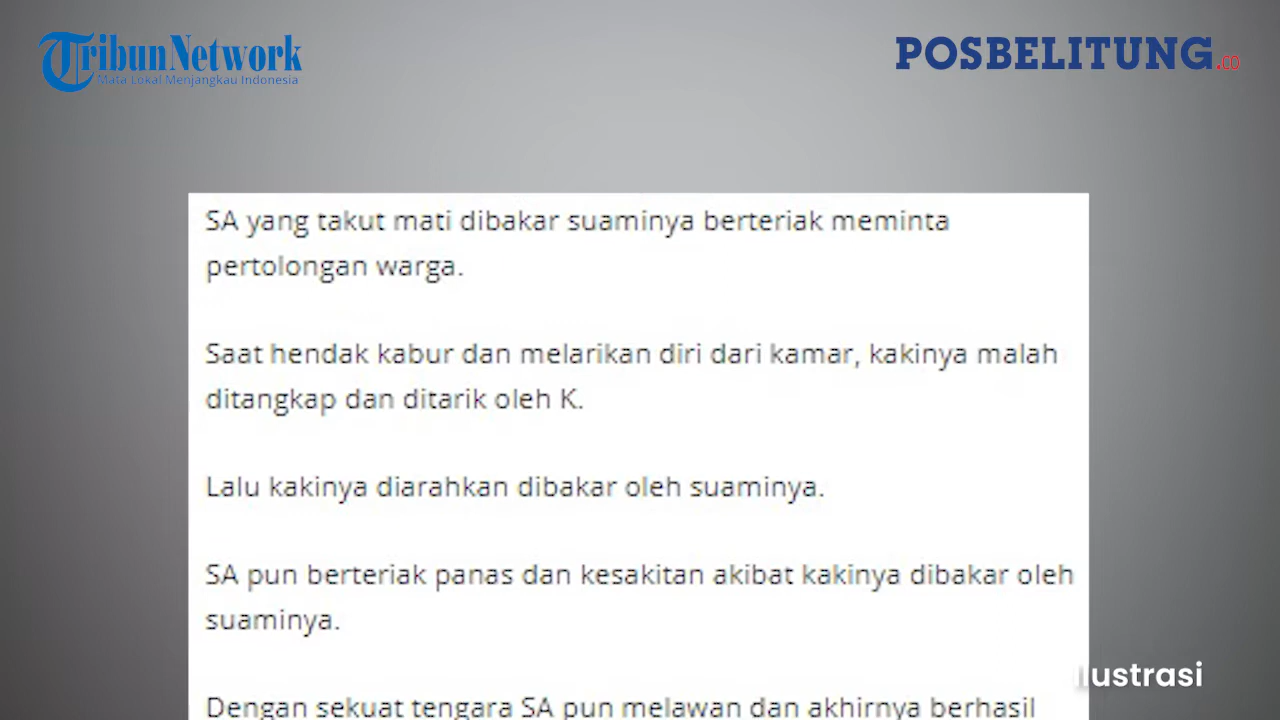 TribunNetwork
Mata Lokal Menjangkau Indonesia
POSBELITUNG.co
SA yang takut mati dibakar suaminya berteriak meminta
pertolongan warga.
Saat hendak kabur dan melarikan diri dari kamar, kakinya malah
ditangkap dan ditarik oleh K.
Lalu kakinya diarahkan dibakar oleh suaminya.
SA pun berteriak panas dan kesakitan akibat kakinya dibakar oleh
suaminya.
Dengan sekuat tengara SA pun melawan dan akhirnya berhasil
Ilustrasi